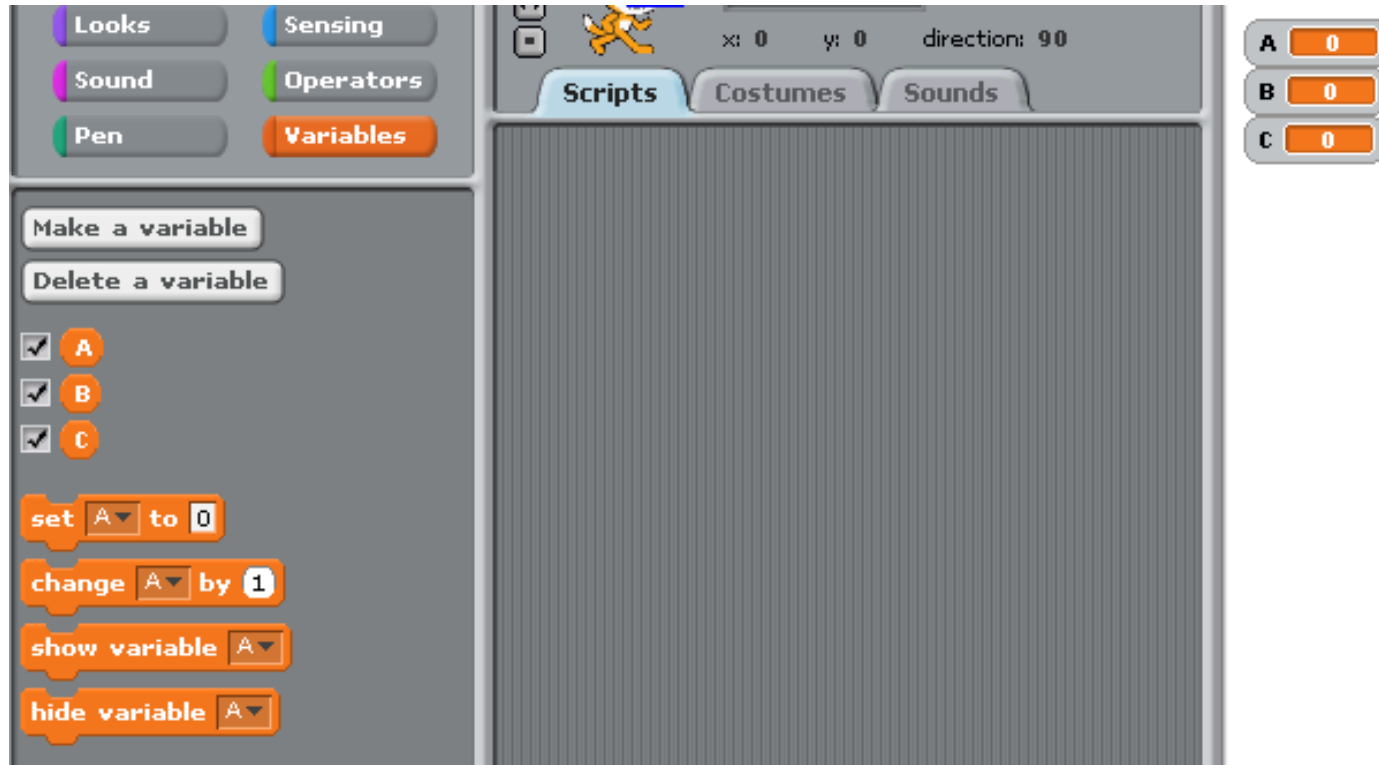 Looks
Sensing
Sound
Operators
Pen
Variables
Make a variable
Delete a variable
A
B
C
set A to 0
change A by 1
show variable A
hide variable A
x: 0 y: 0 direction: 90
Scripts Costumes Sounds
A 0
B 0
C 0